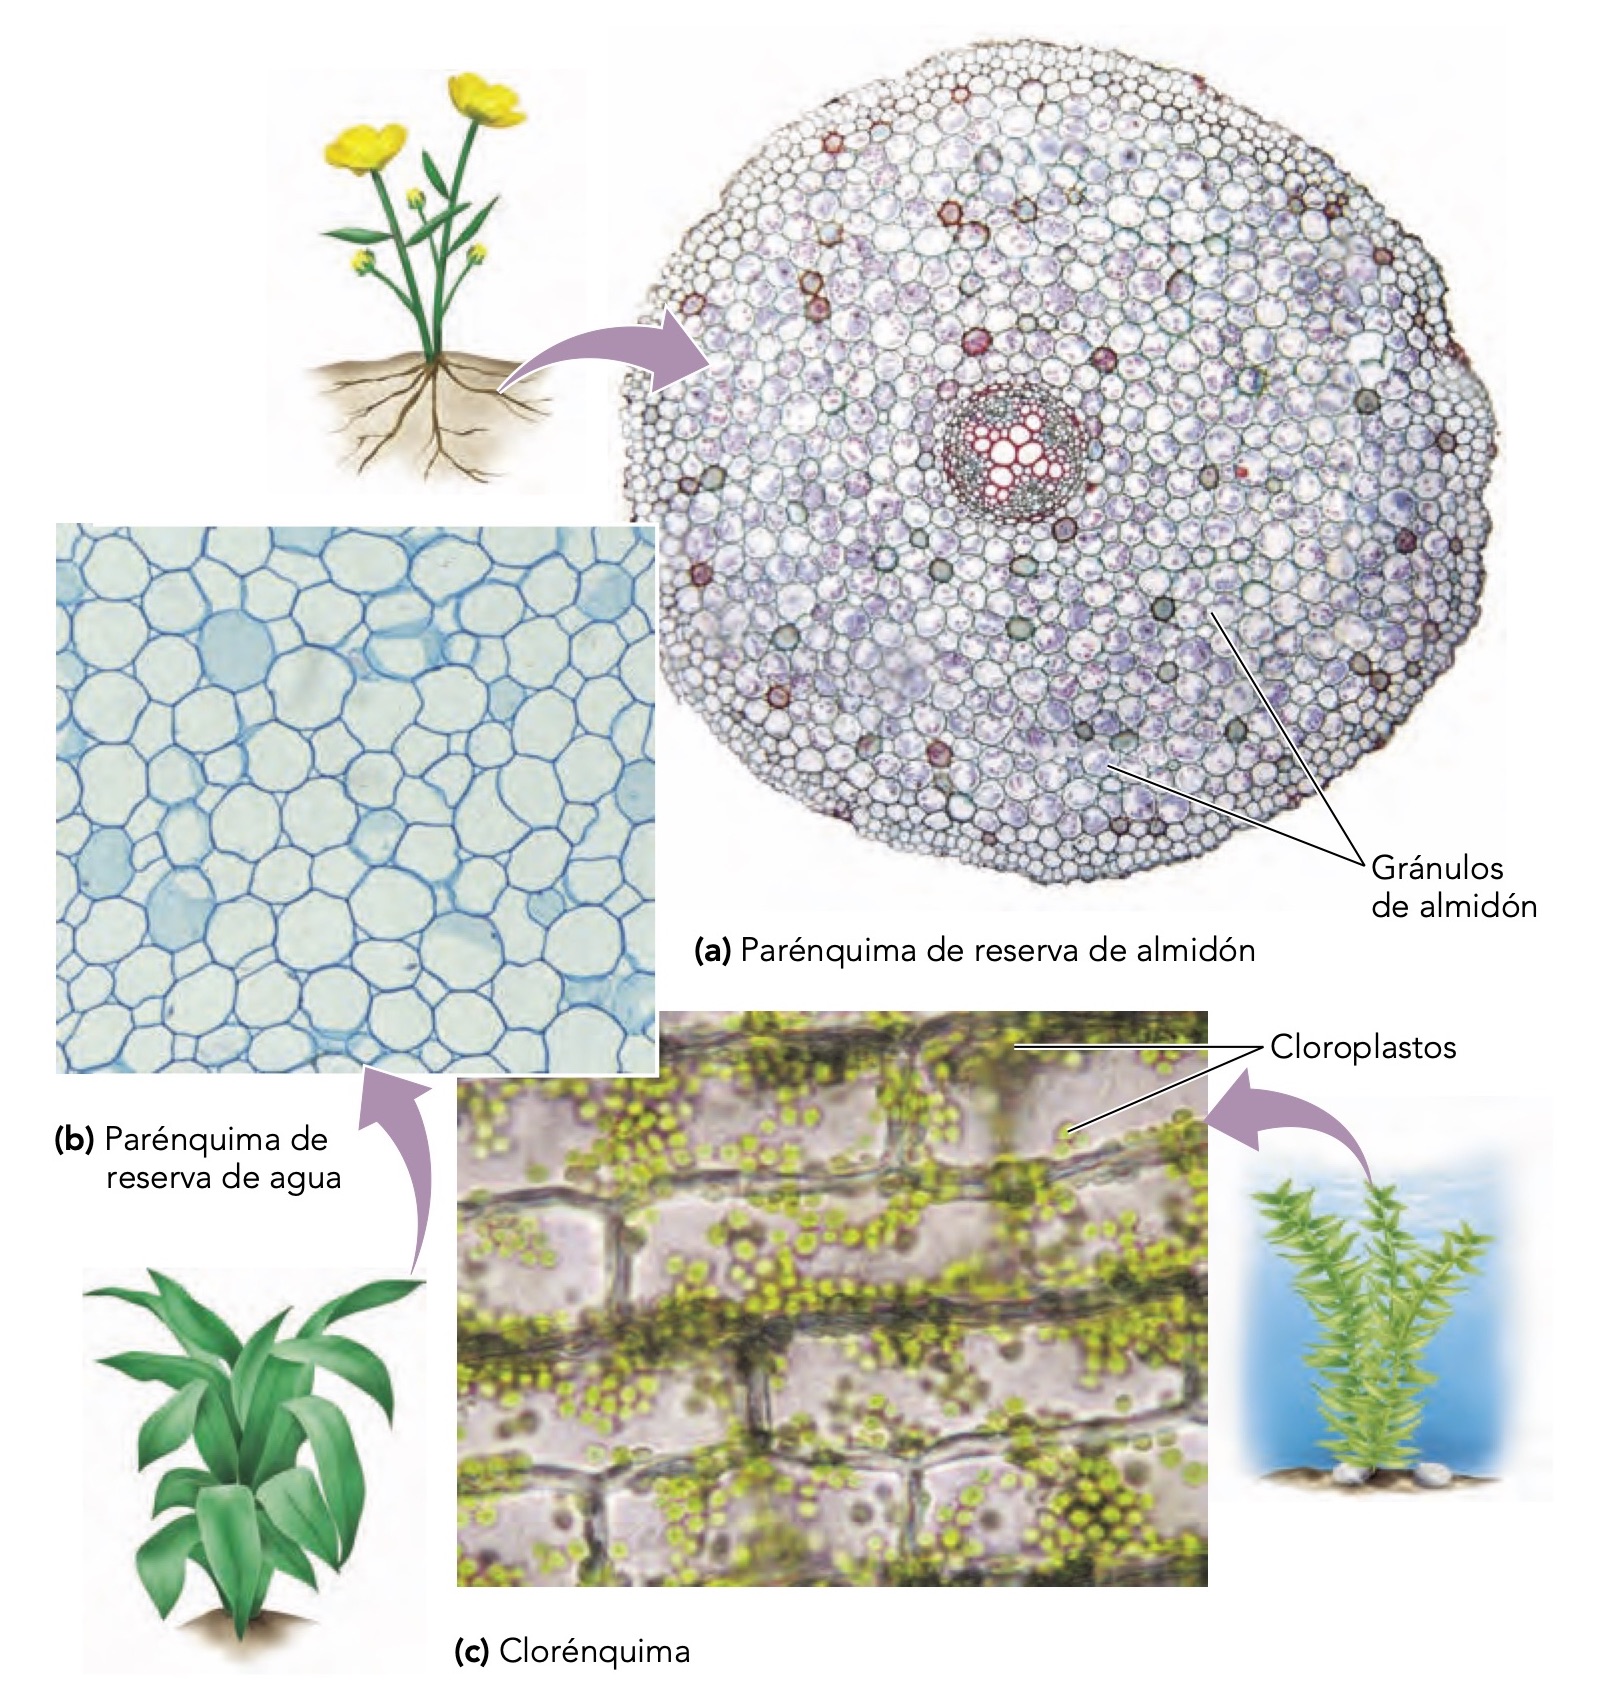 Gránulos
de almidón
(a) Parénquima de reserva de almidón
Cloroplastos
(b) Parénquima de
reserva de agua
(c) Clorénquima